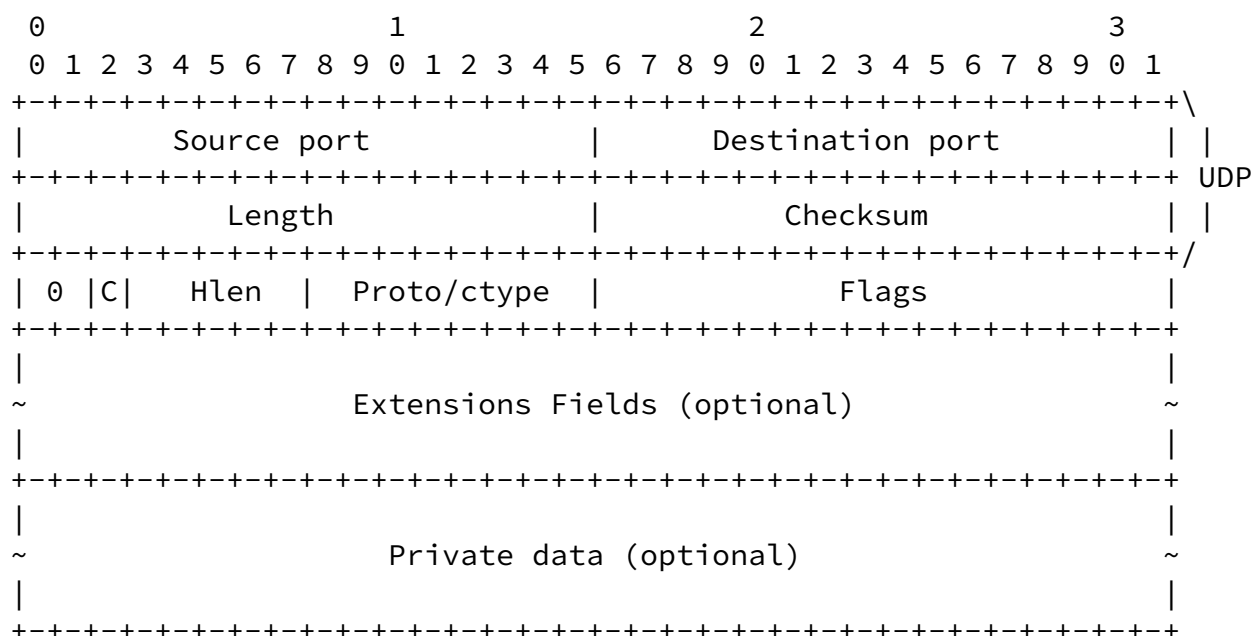 0                   1                   2                   3
 0 1 2 3 4 5 6 7 8 9 0 1 2 3 4 5 6 7 8 9 0 1 2 3 4 5 6 7 8 9 0 1
+-+-+-+-+-+-+-+-+-+-+-+-+-+-+-+-+-+-+-+-+-+-+-+-+-+-+-+-+-+-+-+-+\
|        Source port            |      Destination port         | |
+-+-+-+-+-+-+-+-+-+-+-+-+-+-+-+-+-+-+-+-+-+-+-+-+-+-+-+-+-+-+-+-+ UDP
|           Length              |          Checksum             | |
+-+-+-+-+-+-+-+-+-+-+-+-+-+-+-+-+-+-+-+-+-+-+-+-+-+-+-+-+-+-+-+-+/
| 0 |C|   Hlen  |  Proto/ctype  |             Flags             |
+-+-+-+-+-+-+-+-+-+-+-+-+-+-+-+-+-+-+-+-+-+-+-+-+-+-+-+-+-+-+-+-+
|                                                               |
~                  Extensions Fields (optional)                 ~
|                                                               |
+-+-+-+-+-+-+-+-+-+-+-+-+-+-+-+-+-+-+-+-+-+-+-+-+-+-+-+-+-+-+-+-+
|                                                               |
~                    Private data (optional)                    ~
|                                                               |
+-+-+-+-+-+-+-+-+-+-+-+-+-+-+-+-+-+-+-+-+-+-+-+-+-+-+-+-+-+-+-+-+